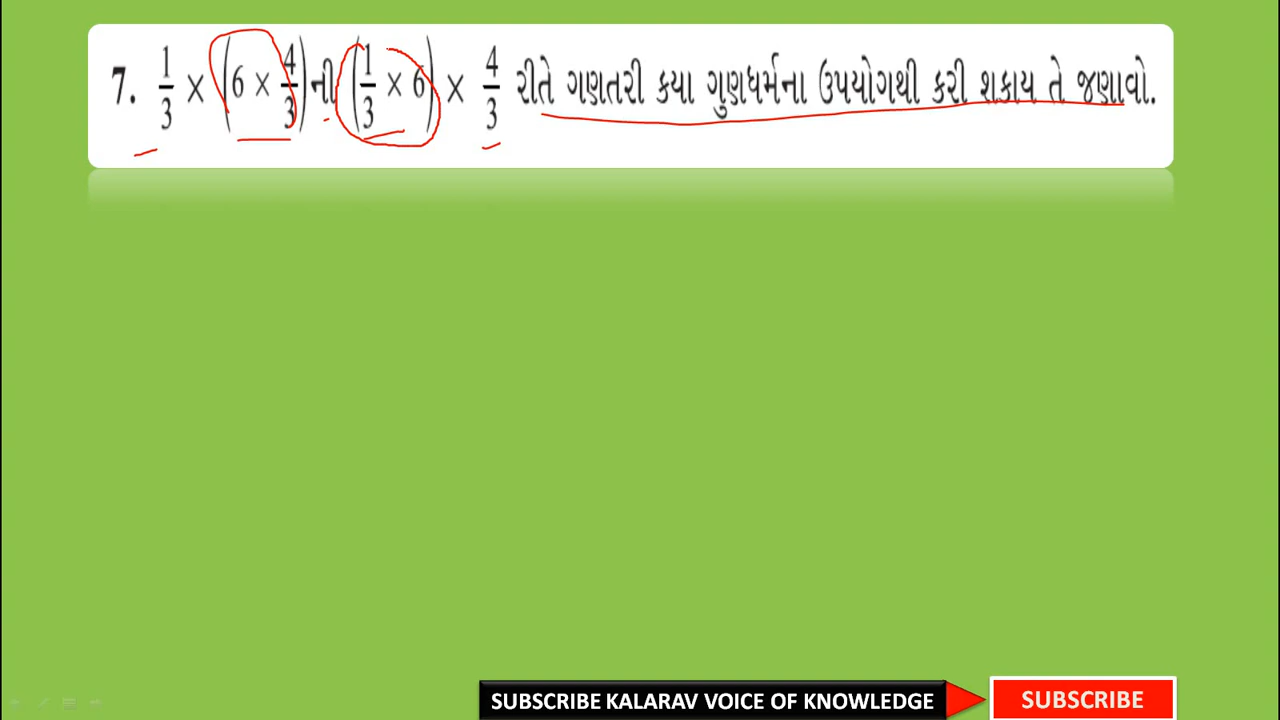 7. 1/3 × (6 × 4/3) ની (1/3 × 6) × 4/3 રીતે ગણતરી કયા ગુણધર્મના ઉપયોગથી કરી શકાય તે જણાવો.
SUBSCRIBE KALARAV VOICE OF KNOWLEDGE
SUBSCRIBE